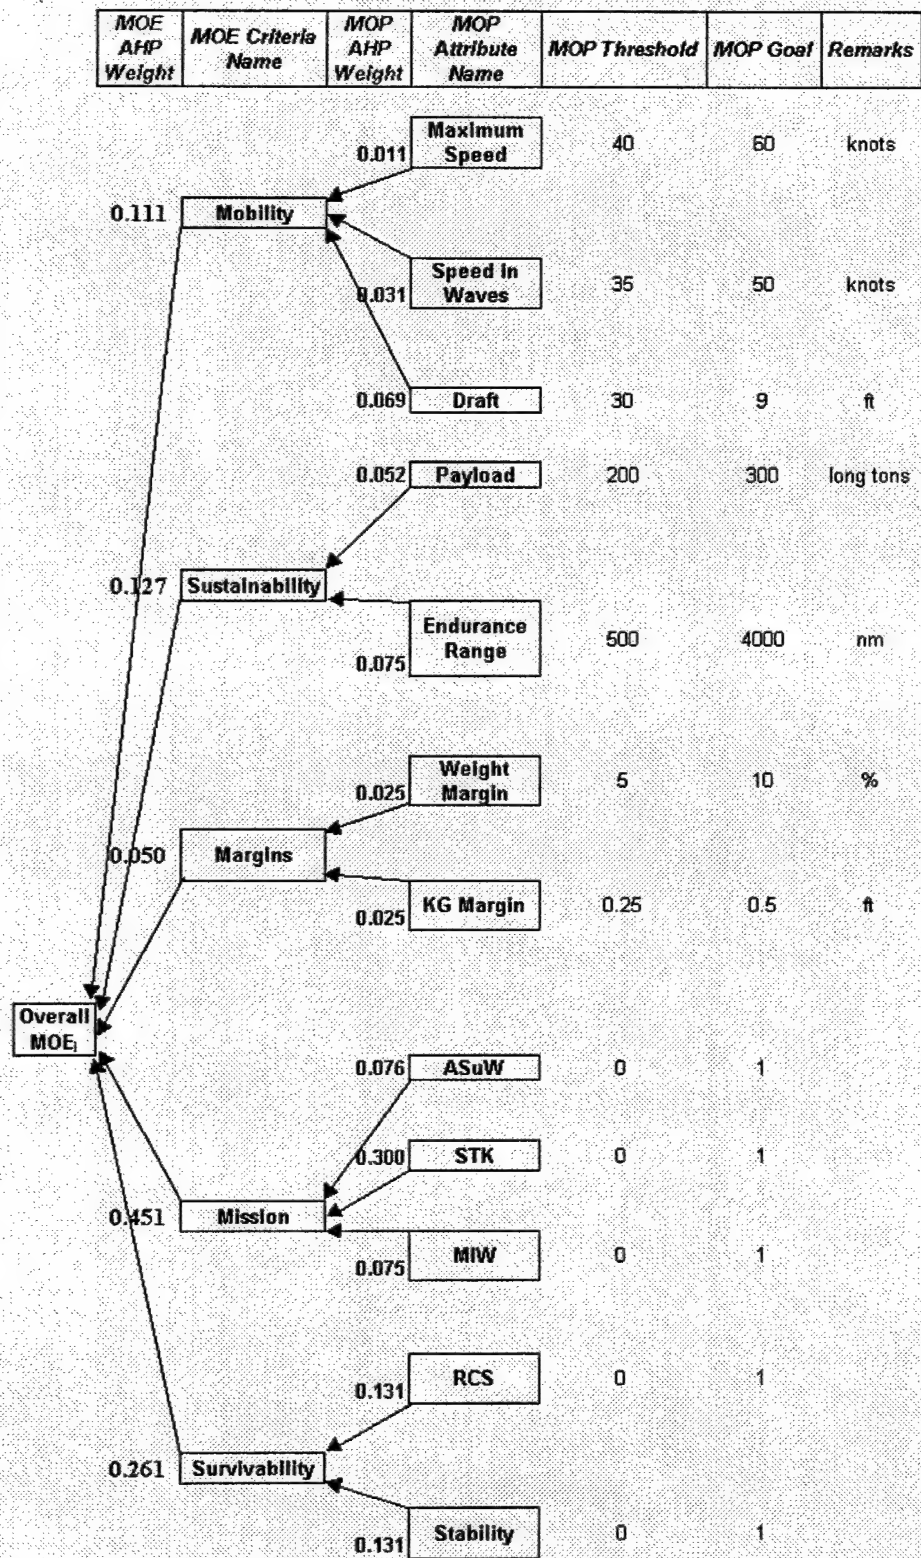 MOE AHP Weight MOE Criteria Name MOP AHP Weight MOP Attribute Name MOP Threshold MOP Goal Remarks
0.011 Maximum Speed 40 60 knots
0.111 Mobility
0.031 Speed in Waves 35 50 knots
0.069 Draft 30 9 ft
0.052 Payload 200 300 long tons
0.127 Sustainability
0.075 Endurance Range 500 4000 nm
0.025 Weight Margin 5 10 %
0.050 Margins
0.025 KG Margin 0.25 0.5 ft
Overall MOEj
0.076 ASuW 0 1
0.300 STK 0 1
0.451 Mission
0.075 MIW 0 1
0.131 RCS 0 1
0.261 Survivability
0.131 Stability 0 1